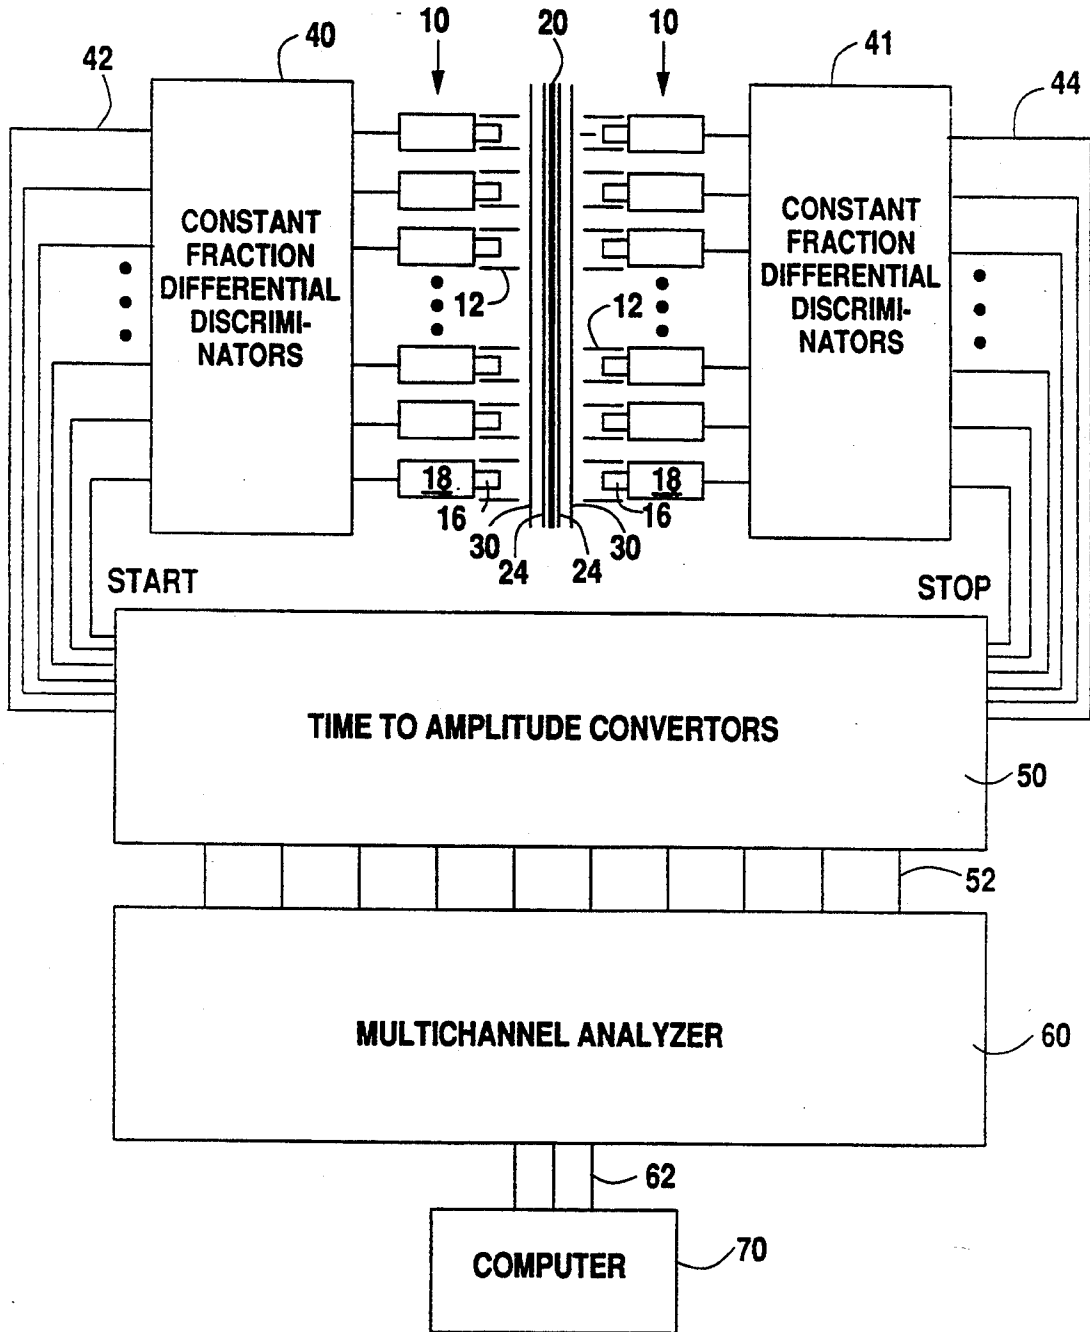 10 20 10
40 41
42 44
CONSTANT
FRACTION
DIFFERENTIAL
DISCRIMI-
NATORS
CONSTANT
FRACTION
DIFFERENTIAL
DISCRIMI-
NATORS
12 12
18 18
16 16
30 30
24 24
START STOP
TIME TO AMPLITUDE CONVERTORS
50
52
MULTICHANNEL ANALYZER
60
62
COMPUTER
70